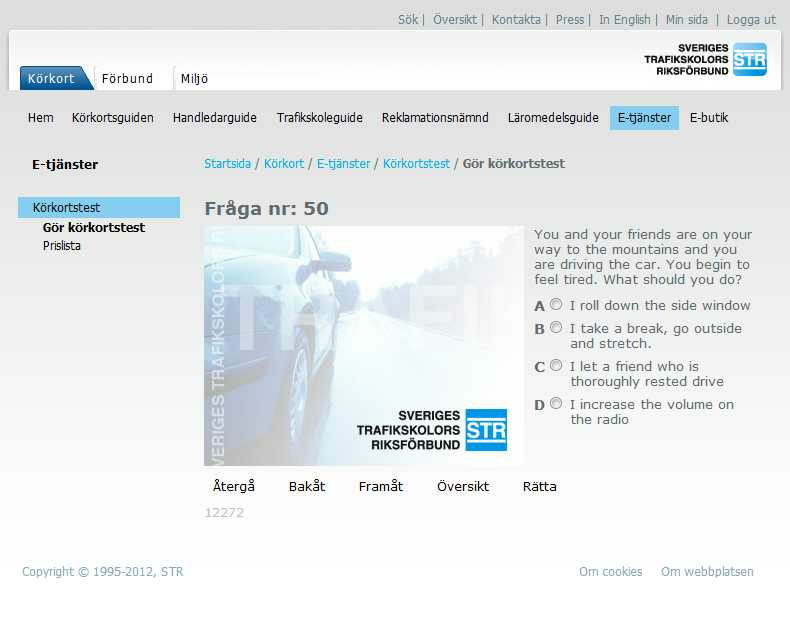 Sök | Översikt | Kontakta | Press | In English | Min sida | Logga ut
SVERIGES
TRAFIKSKOLORS
RIKSFÖRBUND
STR
Körkort Förbund Miljö
Hem Körkortsguiden Handledarguide Trafikskoleguide Reklamationsnämnd Läromedelsguide E-tjänster E-butik
E-tjänster
Startsida / Körkort / E-tjänster / Körkortstest / Gör körkortstest
Körkortstest
Gör körkortstest
Prislista
Fråga nr: 50
SVERIGES TRAFIKSKOLORS
TRAFI
SVERIGES
TRAFIKSKOLORS
RIKSFÖRBUND
STR
You and your friends are on your
way to the mountains and you
are driving the car. You begin to
feel tired. What should you do?
A I roll down the side window
B I take a break, go outside
and stretch.
C I let a friend who is
thoroughly rested drive
D I increase the volume on
the radio
Återgå Bakåt Framåt Översikt Rätta
12272
Copyright © 1995-2012, STR
Om cookies Om webbplatsen